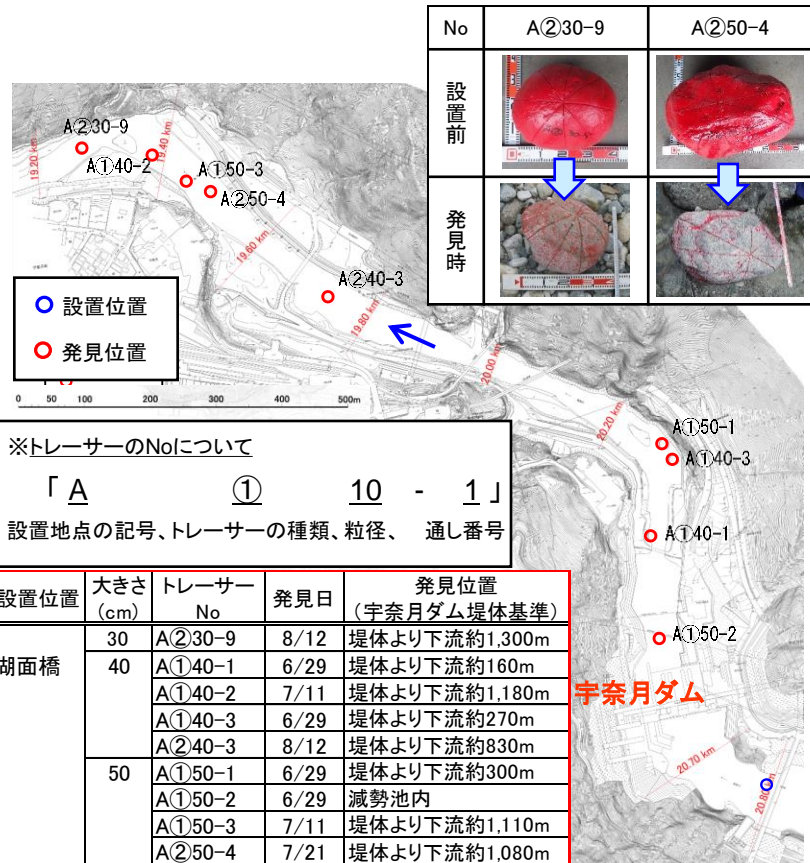 No A②30-9 A②50-4
設置前
発見時
A②30-9
A①40-2
A①50-3
A②50-4
A②40-3
19.20 km
19.40 km
19.60 km
19.80 km
20.00 km
20.20 km
設置位置
発見位置
0 50 100 200 300 400 500m
A①50-1
A①40-3
A①40-1
A①50-2
※トレーサーのNoについて
「 A ① 10 - 1 」
設置地点の記号、トレーサーの種類、粒径、 通し番号
宇奈月ダム
20.70 km
20.80 km
設置位置 大きさ(cm) トレーサーNo 発見日 発見位置(宇奈月ダム堤体基準)
湖面橋 30 A②30-9 8/12 堤体より下流約1,300m
40 A①40-1 6/29 堤体より下流約160m
A①40-2 7/11 堤体より下流約1,180m
A①40-3 6/29 堤体より下流約270m
A②40-3 8/12 堤体より下流約830m
50 A①50-1 6/29 堤体より下流約300m
A①50-2 6/29 減勢池内
A①50-3 7/11 堤体より下流約1,110m
A②50-4 7/21 堤体より下流約1,080m